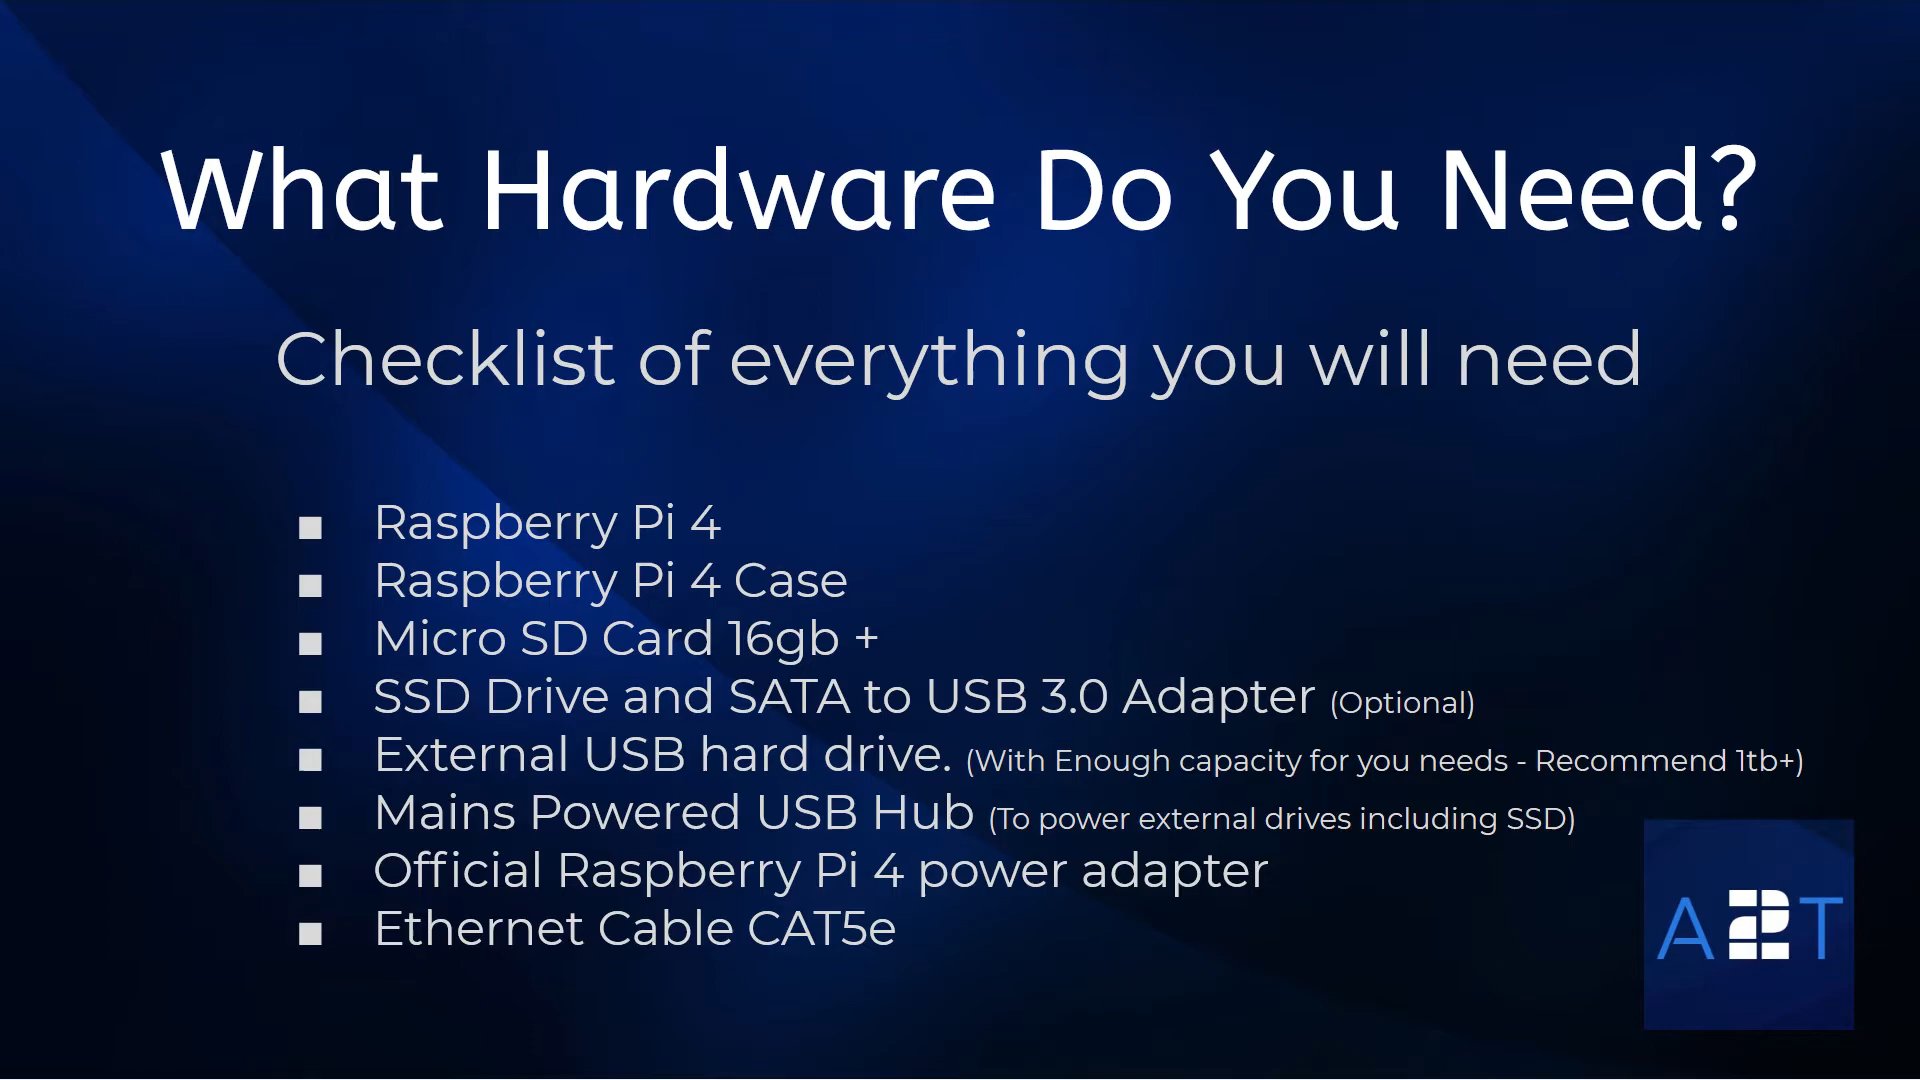 What Hardware Do You Need?
Checklist of everything you will need
■ Raspberry Pi 4
■ Raspberry Pi 4 Case
■ Micro SD Card 16gb +
■ SSD Drive and SATA to USB 3.0 Adapter (Optional)
■ External USB hard drive. (With Enough capacity for you needs - Recommend 1tb+)
■ Mains Powered USB Hub (To power external drives including SSD)
■ Official Raspberry Pi 4 power adapter
■ Ethernet Cable CAT5e
A2T